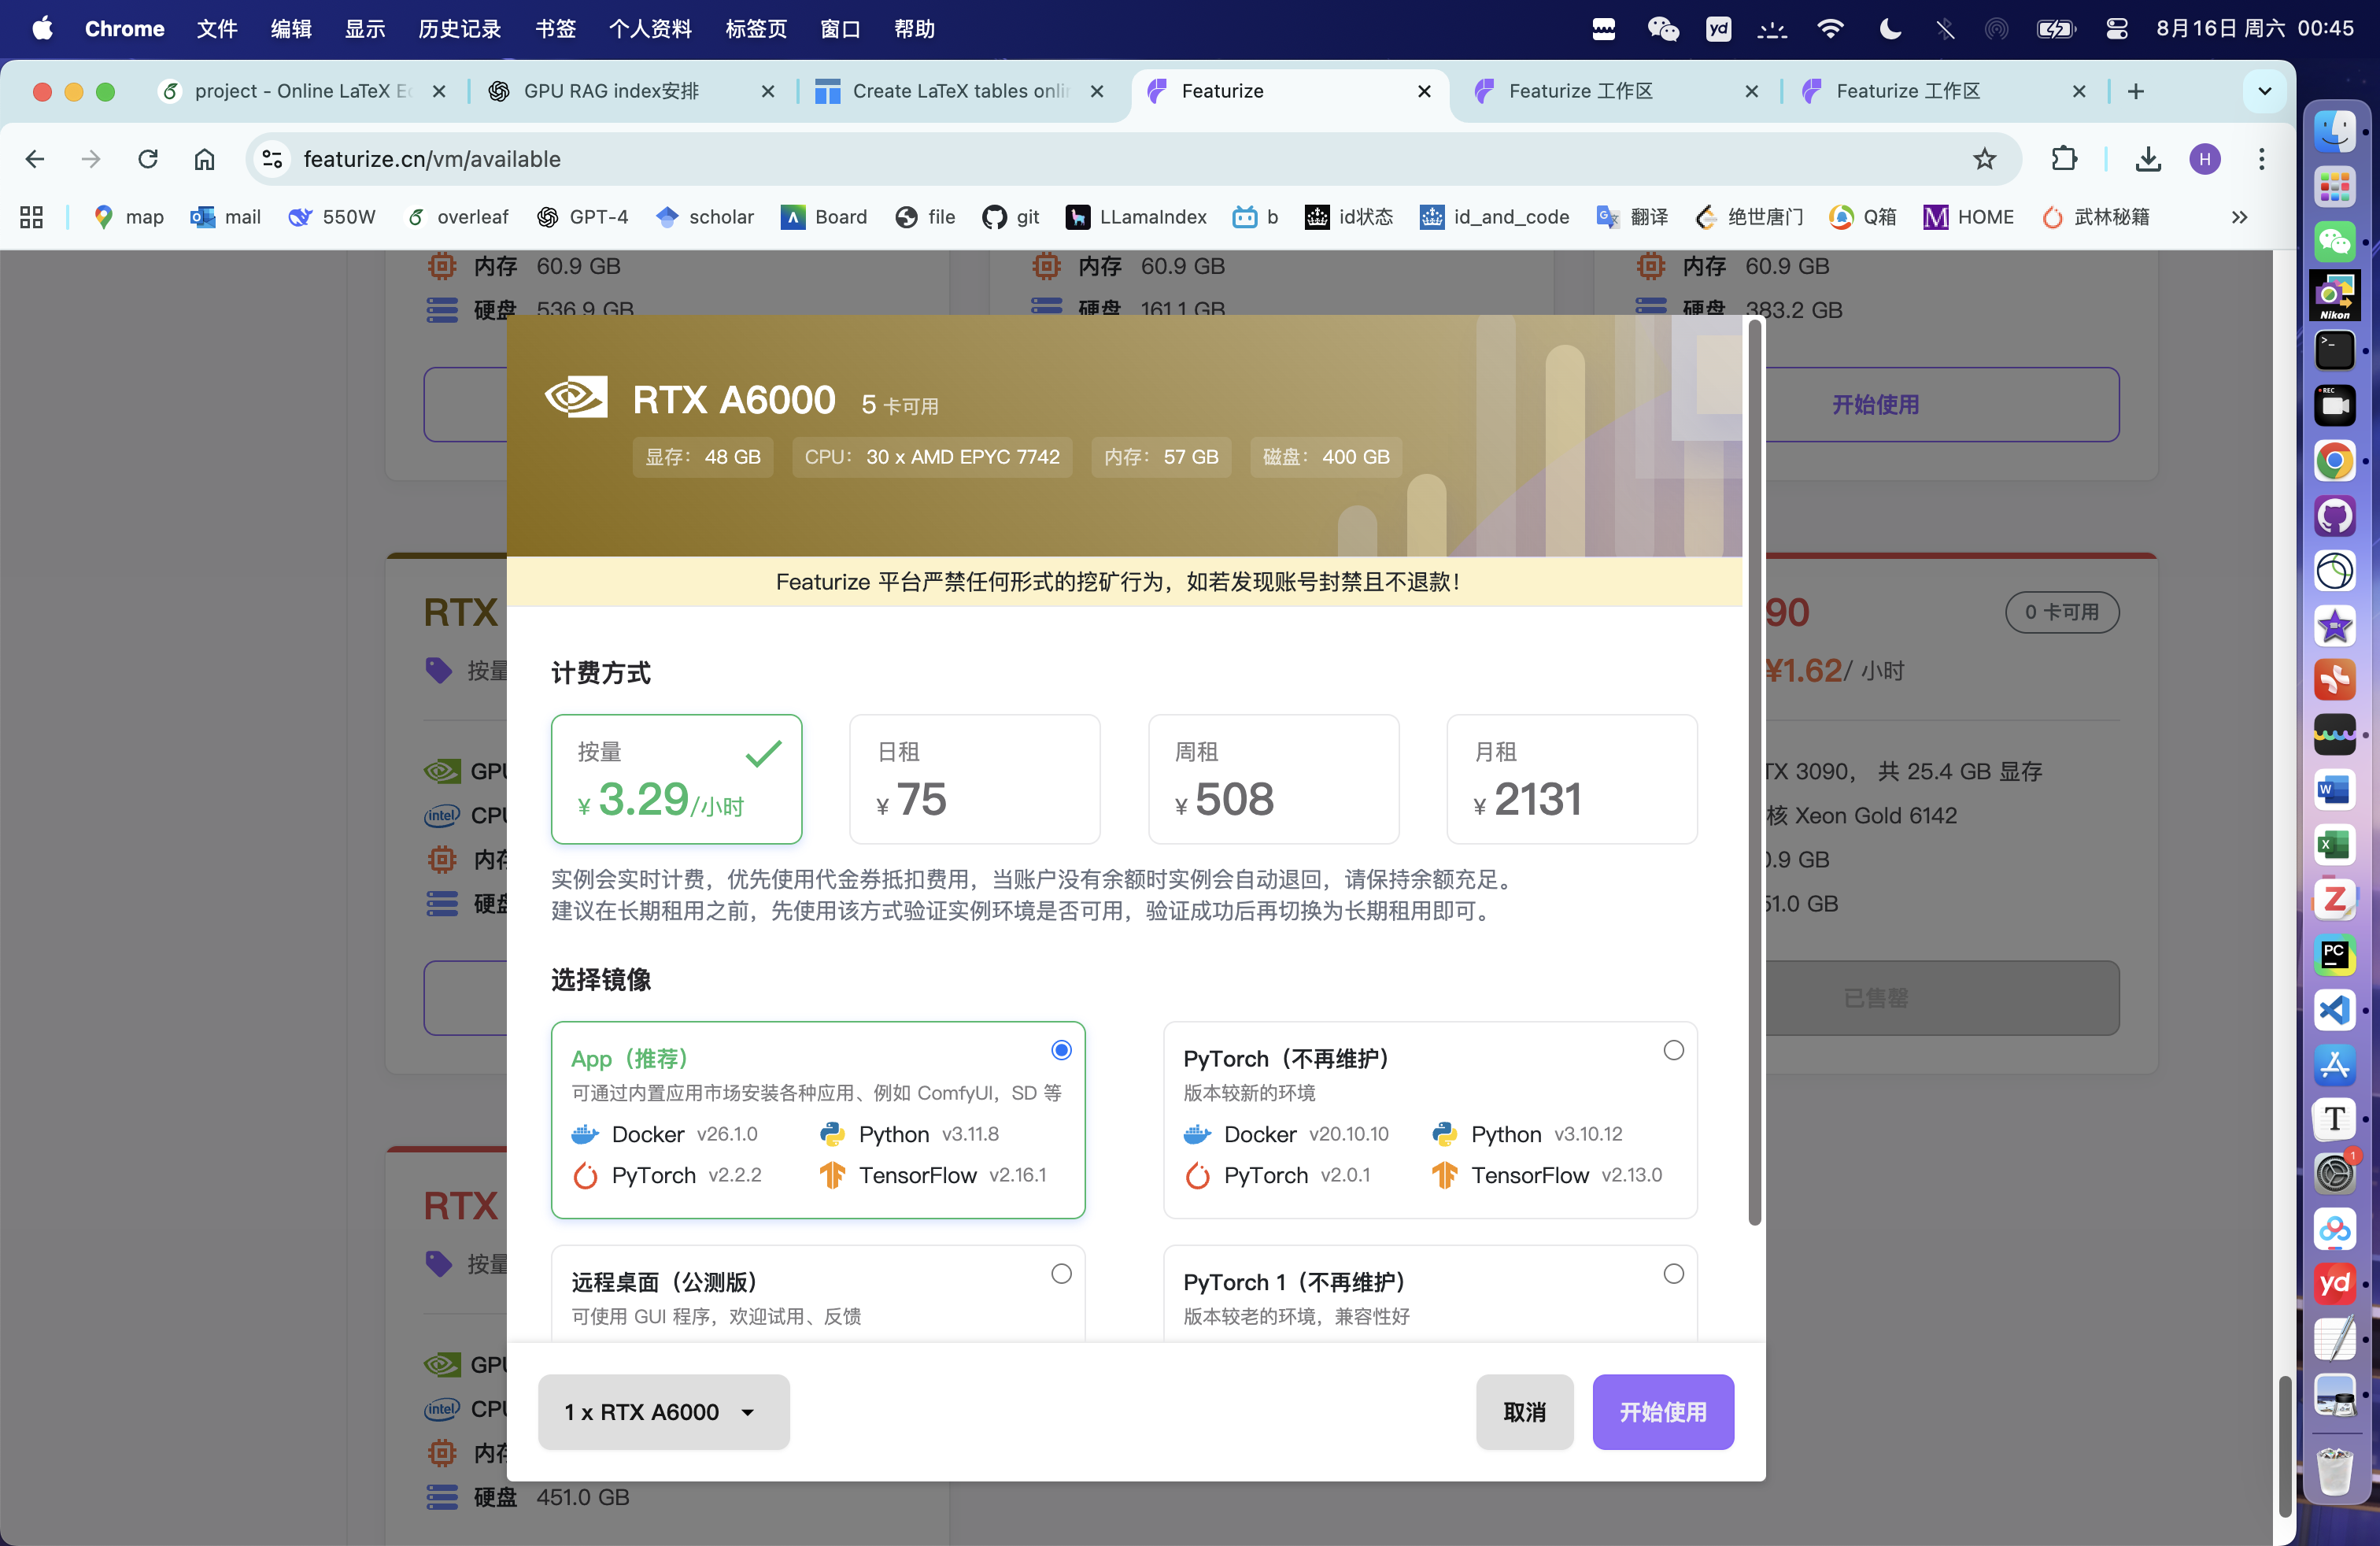 Chrome 文件 编辑 显示 历史记录 书签 个人资料 标签页 窗口 帮助 yd 8月16日 周六 00:45
project - Online LaTeX Ec GPU RAG index安排 Create LaTeX tables onlin Featurize Featurize 工作区 Featurize 工作区
featurize.cn/vm/available H
map mail 550W overleaf GPT-4 scholar Board file git LLamaIndex b id状态 id_and_code 翻译 绝世唐门 Q箱 HOME 武林秘籍
内存 60.9 GB 内存 60.9 GB 内存 60.9 GB
硬盘 536.9 GB 硬盘 161.1 GB 硬盘 383.2 GB
开始使用
RTX A6000 5 卡可用
显存： 48 GB CPU： 30 x AMD EPYC 7742 内存： 57 GB 磁盘： 400 GB
Featurize 平台严禁任何形式的挖矿行为，如若发现账号封禁且不退款！
RTX
按量
GPU
CPU
内存
硬盘
90 0 卡可用
¥1.62/ 小时
TX 3090， 共 25.4 GB 显存
核 Xeon Gold 6142
0.9 GB
51.0 GB
已售罄
计费方式
按量 日租 周租 月租
¥ 3.29/小时 ¥ 75 ¥ 508 ¥ 2131
实例会实时计费，优先使用代金券抵扣费用，当账户没有余额时实例会自动退回，请保持余额充足。
建议在长期租用之前，先使用该方式验证实例环境是否可用，验证成功后再切换为长期租用即可。
选择镜像
App（推荐）
可通过内置应用市场安装各种应用、例如 ComfyUI，SD 等
Docker v26.1.0 Python v3.11.8
PyTorch v2.2.2 TensorFlow v2.16.1
PyTorch（不再维护）
版本较新的环境
Docker v20.10.10 Python v3.10.12
PyTorch v2.0.1 TensorFlow v2.13.0
远程桌面（公测版）
可使用 GUI 程序，欢迎试用、反馈
PyTorch 1（不再维护）
版本较老的环境，兼容性好
1 x RTX A6000 取消 开始使用
RTX
按量
GPU
CPU
内存
硬盘 451.0 GB
Nikon
REC
W
X
Z
PC
T
1
yd